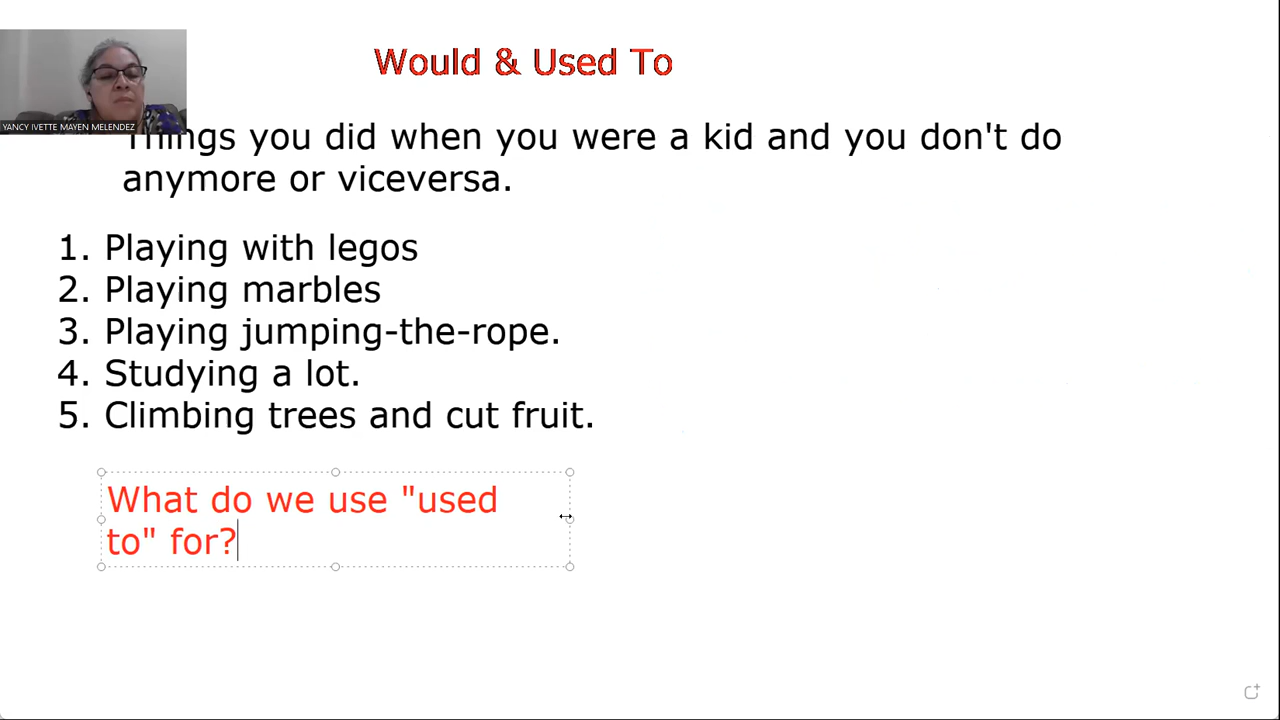 Would & Used To
YANCY IVETTE MAYEN MELENDEZ
Things you did when you were a kid and you don't do
anymore or viceversa.
1. Playing with legos
2. Playing marbles
3. Playing jumping-the-rope.
4. Studying a lot.
5. Climbing trees and cut fruit.
What do we use "used
to" for?